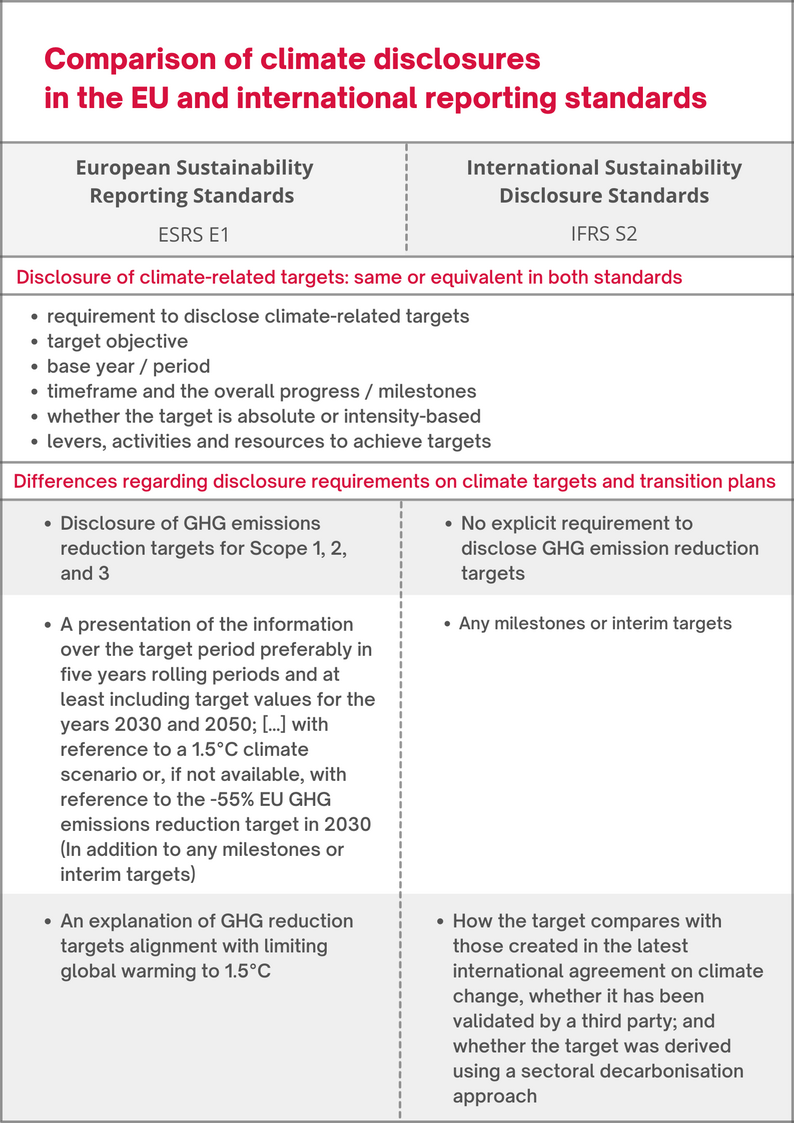 Comparison of climate disclosures
in the EU and international reporting standards
European Sustainability
Reporting Standards
ESRS E1
International Sustainability
Disclosure Standards
IFRS S2
Disclosure of climate-related targets: same or equivalent in both standards
• requirement to disclose climate-related targets
• target objective
• base year / period
• timeframe and the overall progress / milestones
• whether the target is absolute or intensity-based
• levers, activities and resources to achieve targets
Differences regarding disclosure requirements on climate targets and transition plans
• Disclosure of GHG emissions
reduction targets for Scope 1, 2,
and 3
• No explicit requirement to
disclose GHG emission reduction
targets
• A presentation of the information
over the target period preferably in
five years rolling periods and at
least including target values for the
years 2030 and 2050; [...] with
reference to a 1.5°C climate
scenario or, if not available, with
reference to the -55% EU GHG
emissions reduction target in 2030
(In addition to any milestones or
interim targets)
• Any milestones or interim targets
• An explanation of GHG reduction
targets alignment with limiting
global warming to 1.5°C
• How the target compares with
those created in the latest
international agreement on climate
change, whether it has been
validated by a third party; and
whether the target was derived
using a sectoral decarbonisation
approach